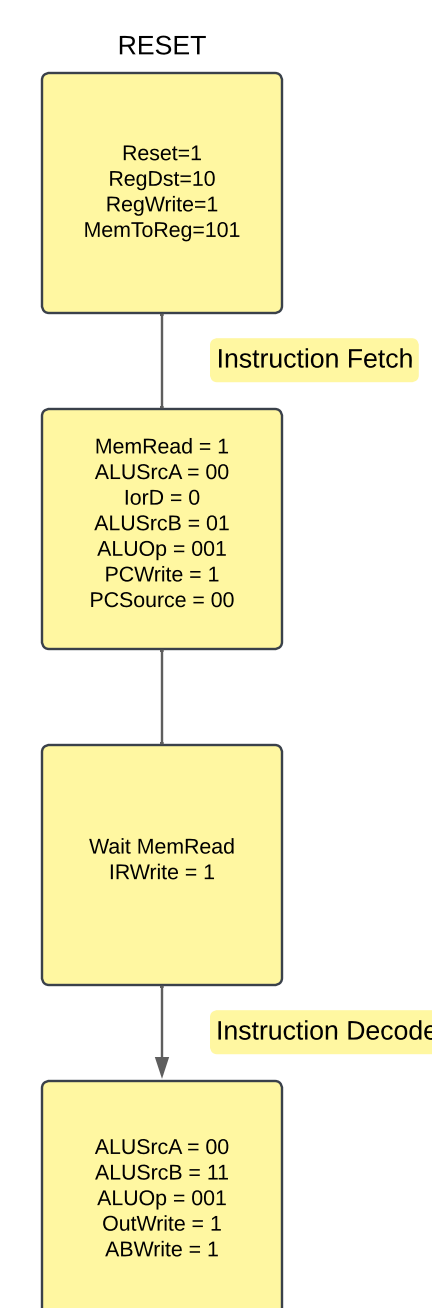 RESET
Reset=1
RegDst=10
RegWrite=1
MemToReg=101
Instruction Fetch
MemRead = 1
ALUSrcA = 00
IorD = 0
ALUSrcB = 01
ALUOp = 001
PCWrite = 1
PCSource = 00
Wait MemRead
IRWrite = 1
Instruction Decode
ALUSrcA = 00
ALUSrcB = 11
ALUOp = 001
OutWrite = 1
ABWrite = 1